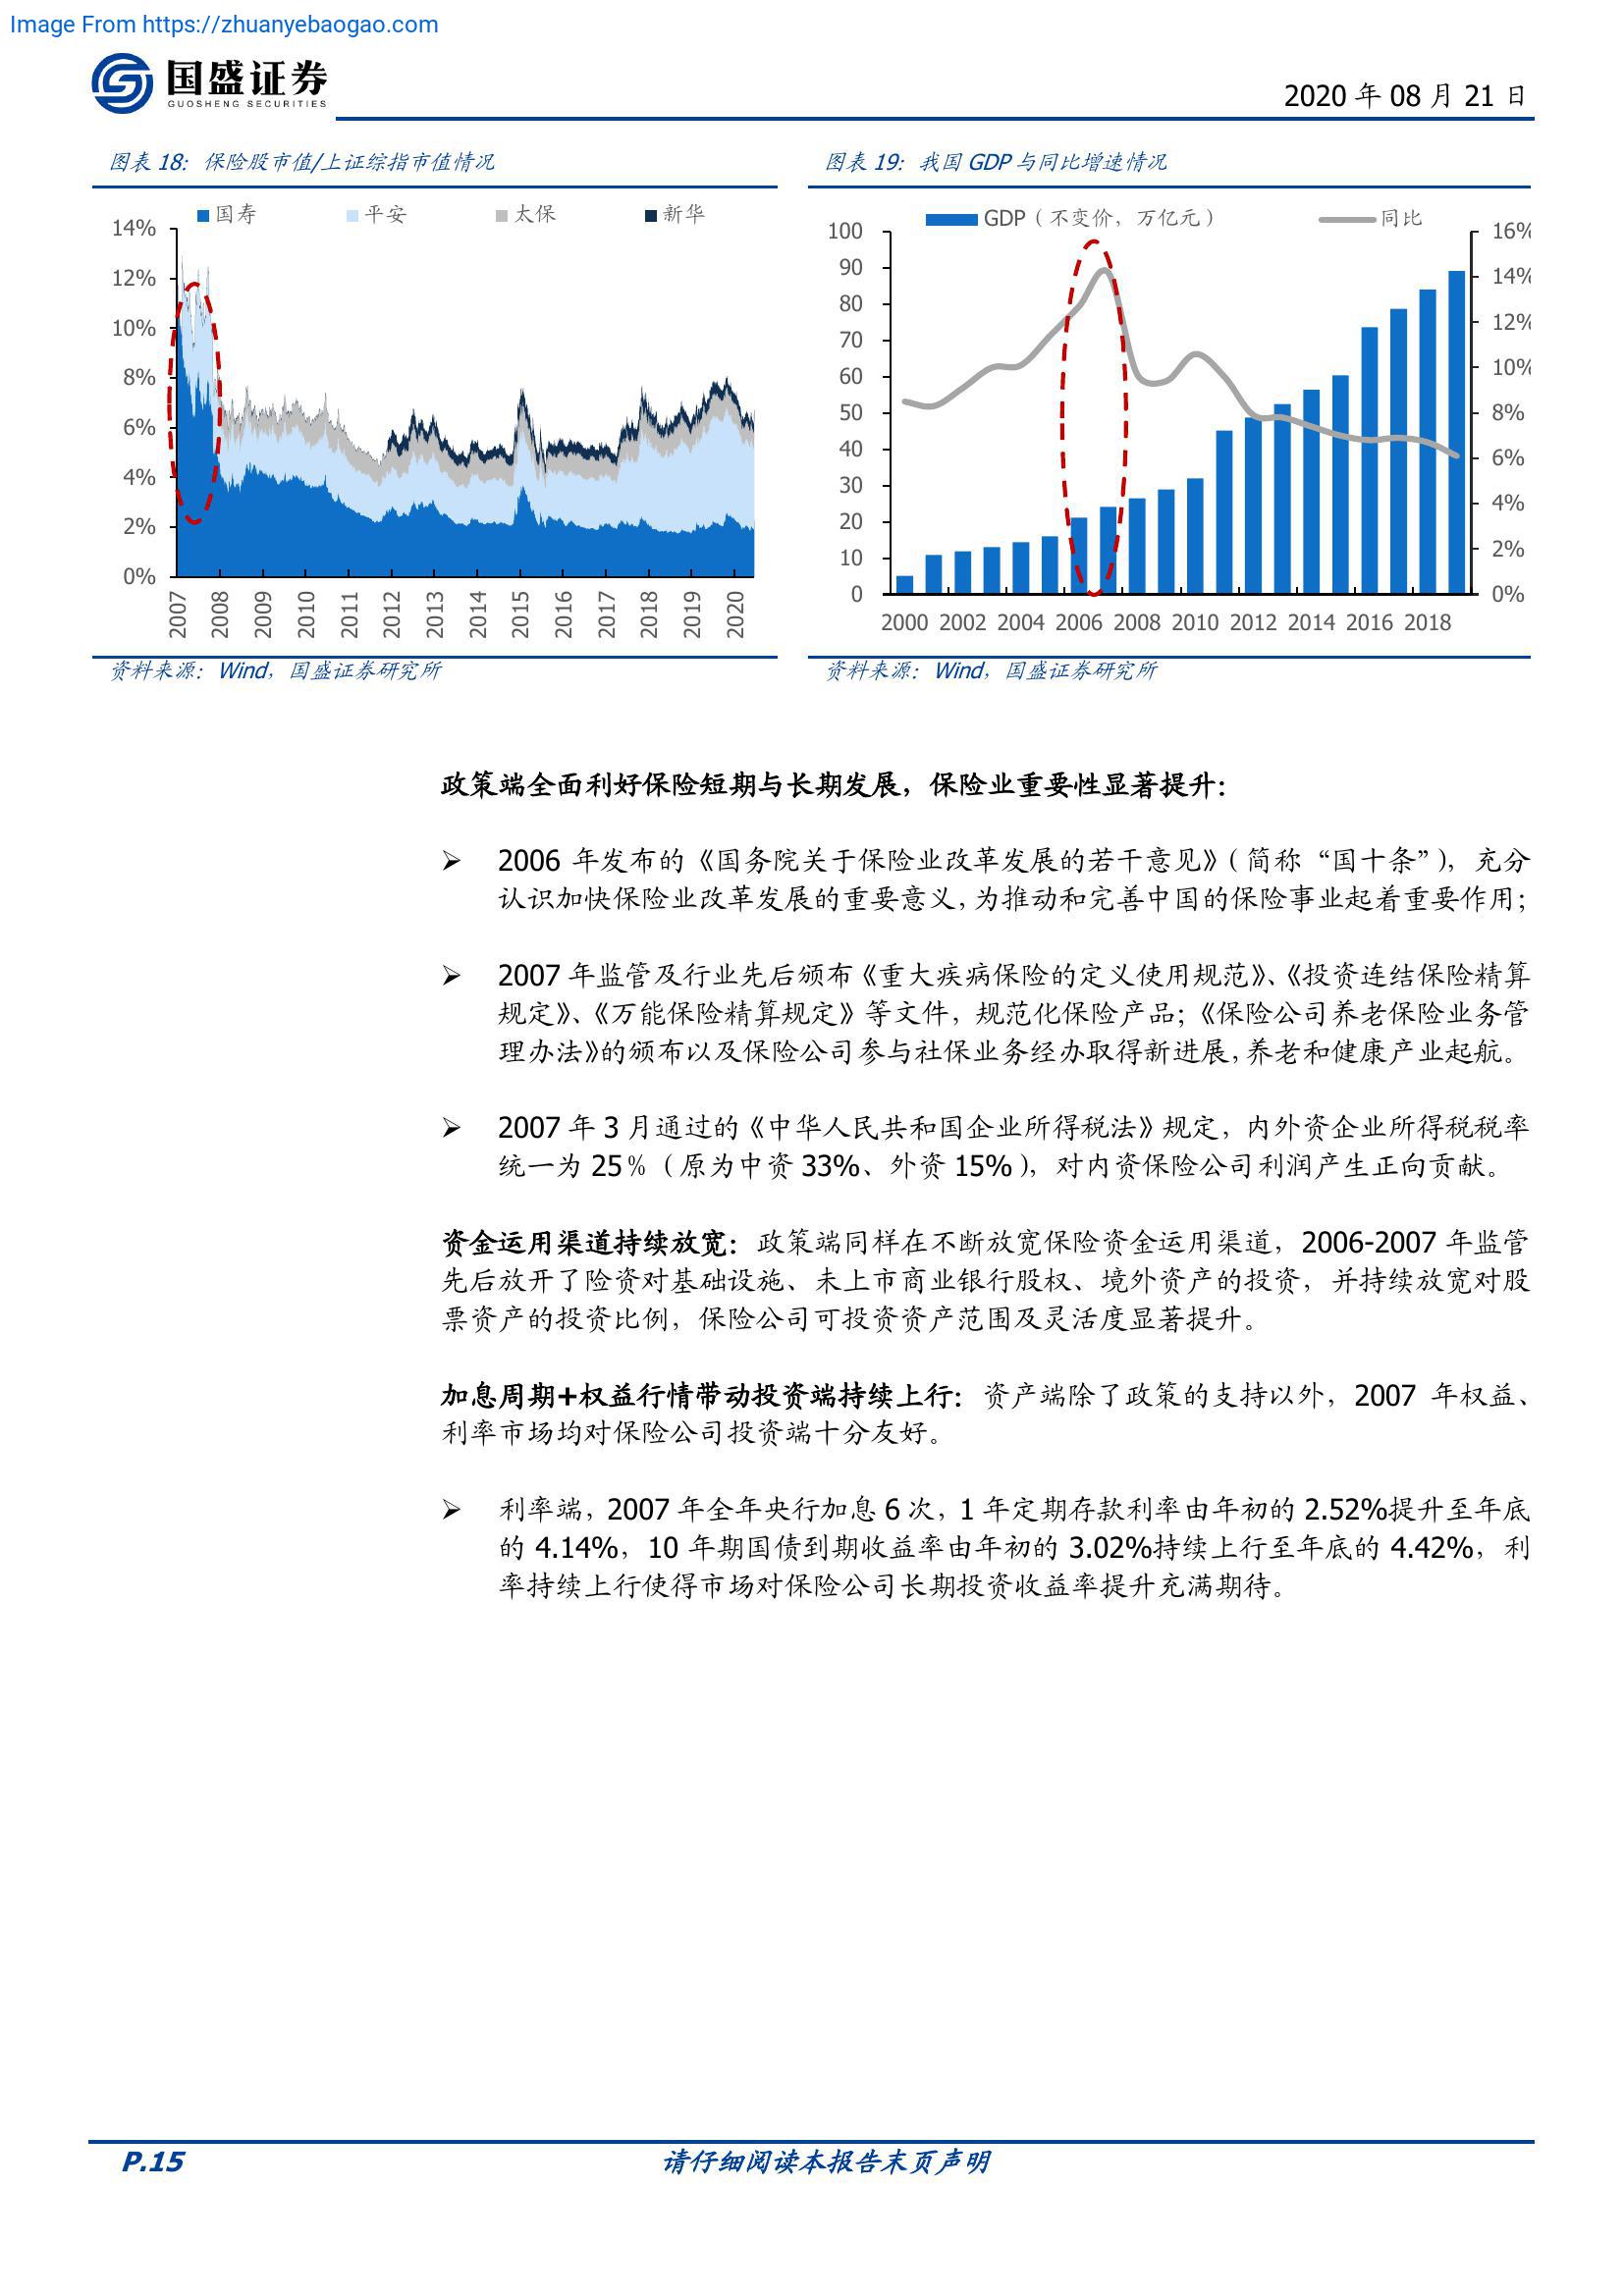 Image From https://zhuanyebaogao.com
国盛证券
GUOSHENG SECURITIES
2020 年 08 月 21 日
图表 18：保险股市值/上证综指市值情况
国寿 平安 太保 新华
14%
12%
10%
8%
6%
4%
2%
0%
2007 2008 2009 2010 2011 2012 2013 2014 2015 2016 2017 2018 2019 2020
资料来源：Wind，国盛证券研究所
图表 19：我国 GDP 与同比增速情况
GDP（不变价，万亿元） 同比
100
90
80
70
60
50
40
30
20
10
0
16%
14%
12%
10%
8%
6%
4%
2%
0%
2000 2002 2004 2006 2008 2010 2012 2014 2016 2018
资料来源：Wind，国盛证券研究所
政策端全面利好保险短期与长期发展，保险业重要性显著提升：
➢ 2006 年发布的《国务院关于保险业改革发展的若干意见》（简称“国十条”），充分
认识加快保险业改革发展的重要意义，为推动和完善中国的保险事业起着重要作用；
➢ 2007 年监管及行业先后颁布《重大疾病保险的定义使用规范》、《投资连结保险精算
规定》、《万能保险精算规定》等文件，规范化保险产品；《保险公司养老保险业务管
理办法》的颁布以及保险公司参与社保业务经办取得新进展，养老和健康产业起航。
➢ 2007 年 3 月通过的《中华人民共和国企业所得税法》规定，内外资企业所得税税率
统一为 25％（原为中资 33%、外资 15%），对内资保险公司利润产生正向贡献。
资金运用渠道持续放宽：政策端同样在不断放宽保险资金运用渠道，2006-2007 年监管
先后放开了险资对基础设施、未上市商业银行股权、境外资产的投资，并持续放宽对股
票资产的投资比例，保险公司可投资资产范围及灵活度显著提升。
加息周期+权益行情带动投资端持续上行：资产端除了政策的支持以外，2007 年权益、
利率市场均对保险公司投资端十分友好。
➢ 利率端，2007 年全年央行加息 6 次，1 年定期存款利率由年初的 2.52%提升至年底
的 4.14%，10 年期国债到期收益率由年初的 3.02%持续上行至年底的 4.42%，利
率持续上行使得市场对保险公司长期投资收益率提升充满期待。
P.15
请仔细阅读本报告末页声明